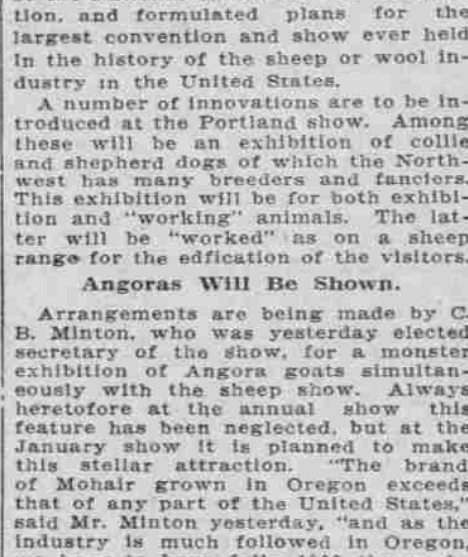 tion, and formulated plans for the
largest convention and show ever held
in the history of the sheep or wool in-
dustry in the United States.
A number of innovations are to be in-
troduced at the Portland show. Among
these will be an exhibition of collie
and shepherd dogs of which the North-
west has many breeders and fanciers.
This exhibition will be for both exhibi-
tion and "working" animals. The lat-
ter will be "worked" as on a sheep
range for the edfication of the visitors.
Angoras Will Be Shown.
Arrangements are being made by C.
B. Minton, who was yesterday elected
secretary of the show, for a monster
exhibition of Angora goats simultan-
eously with the sheep show. Always
heretofore at the annual show this
feature has been neglected, but at the
January show it is planned to make
this stellar attraction. "The brand
of Mohair grown in Oregon exceeds
that of any part of the United States,"
said Mr. Minton yesterday, "and as the
industry is much followed in Oregon,